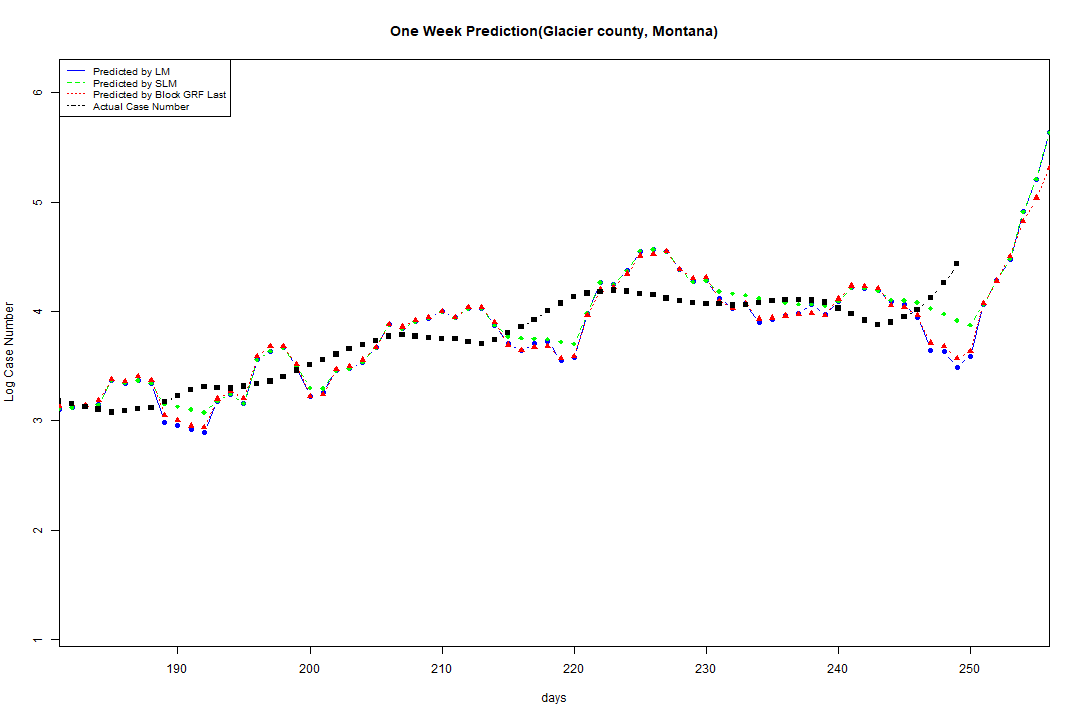 One Week Prediction(Glacier county, Montana)
Predicted by LM
Predicted by SLM
Predicted by Block GRF Last
Actual Case Number
6
5
4
3
2
1
Log Case Number
190 200 210 220 230 240 250
days